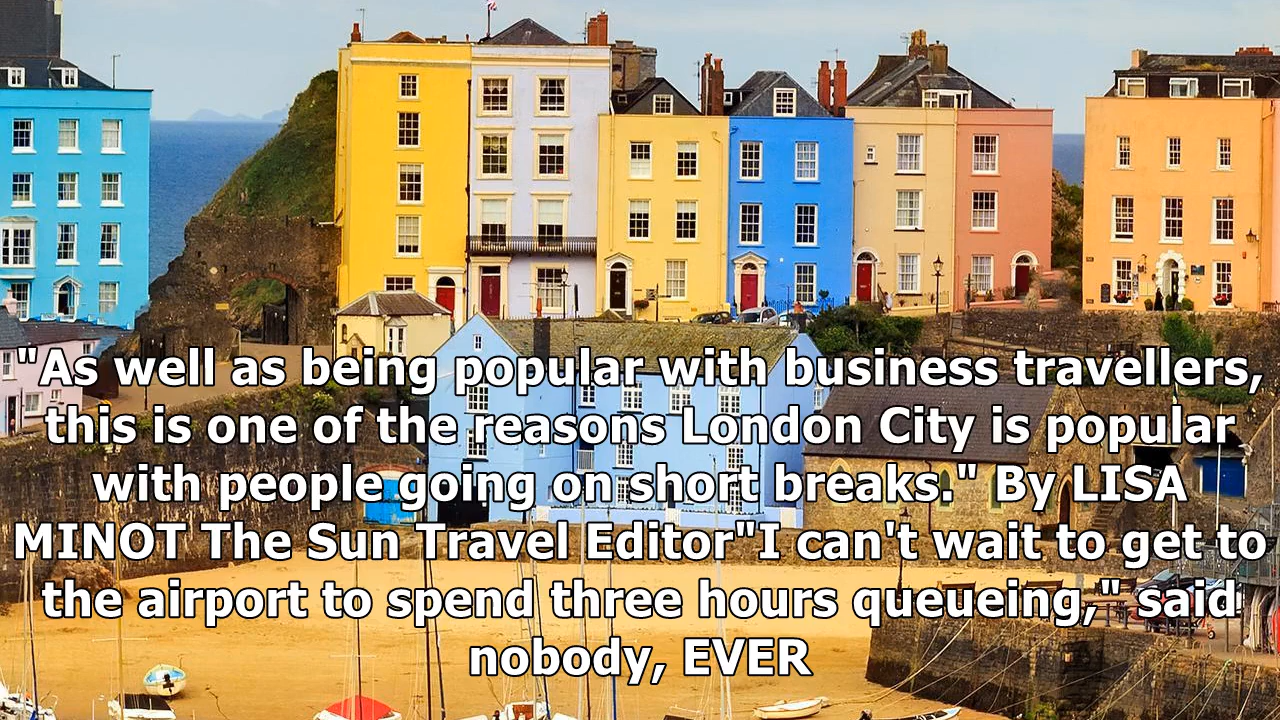 "As well as being popular with business travellers,
this is one of the reasons London City is popular
with people going on short breaks." By LISA
MINOT The Sun Travel Editor"I can't wait to get to
the airport to spend three hours queueing," said
nobody, EVER